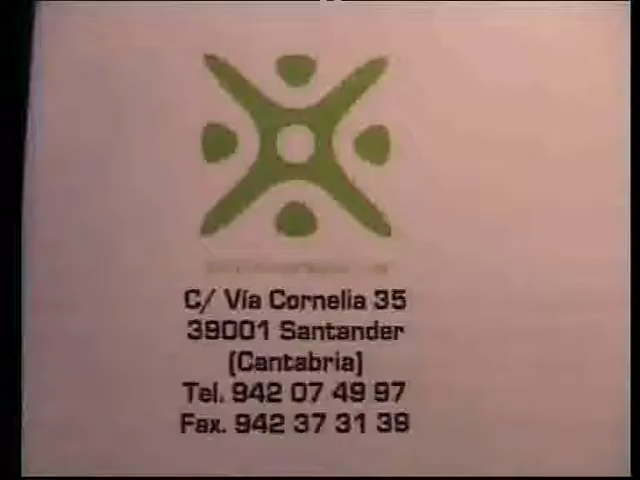 C/ Vía Cornelia 35
39001 Santander
(Cantabria)
Tel. 942 07 49 97
Fax. 942 37 31 39